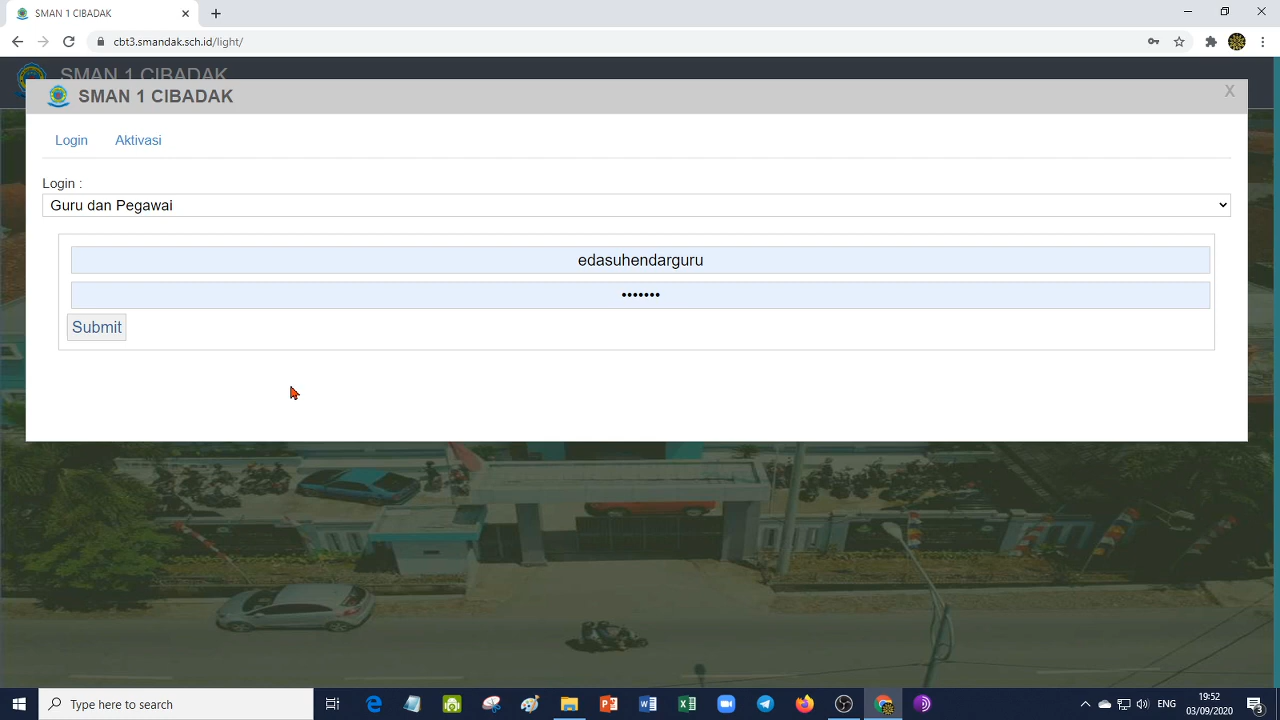 SMAN 1 CIBADAK
cbt3.smandak.sch.id/light/
SMAN 1 CIBADAK
SMAN 1 CIBADAK
X
Login
Aktivasi
Login :
Guru dan Pegawai
edasuhendarguru
•••••••
Submit
Type here to search
ENG
19:52
03/09/2020
3